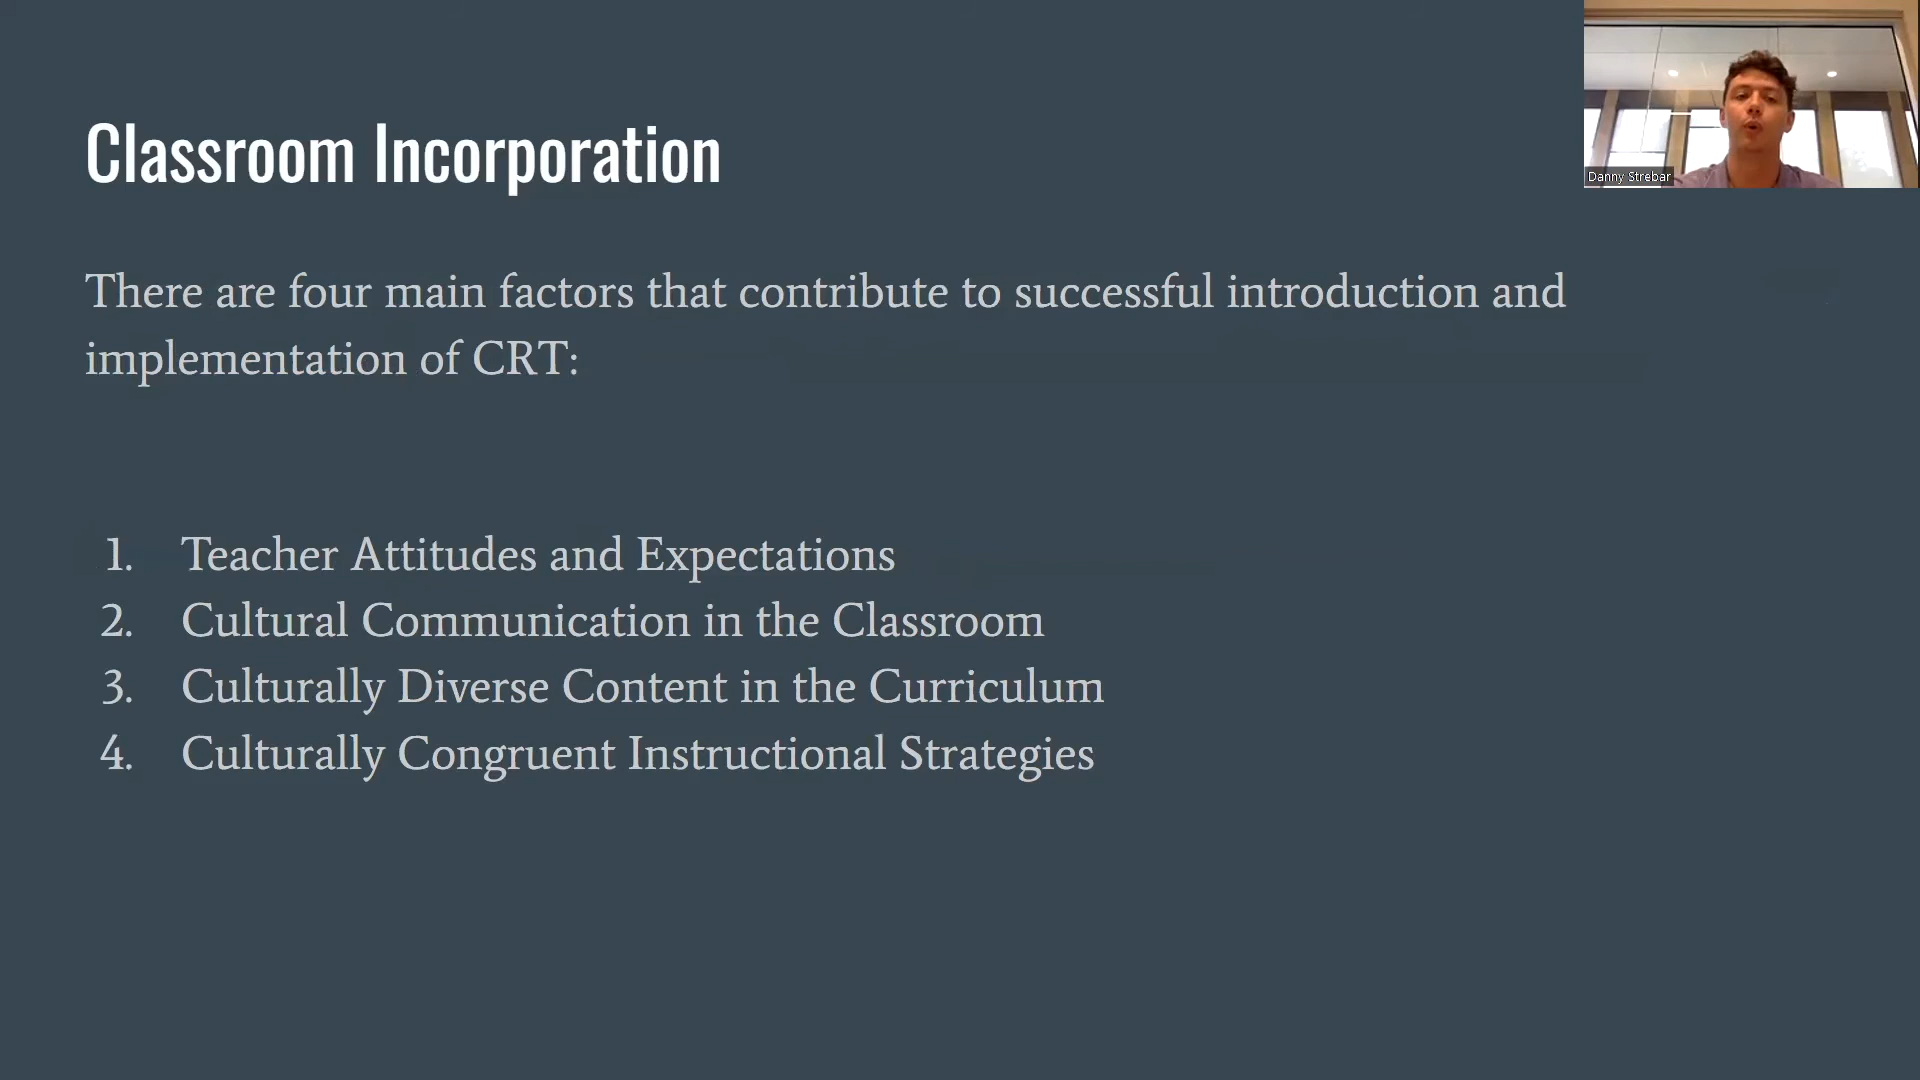 Classroom Incorporation
There are four main factors that contribute to successful introduction and
implementation of CRT:
1. Teacher Attitudes and Expectations
2. Cultural Communication in the Classroom
3. Culturally Diverse Content in the Curriculum
4. Culturally Congruent Instructional Strategies
Danny Strebar